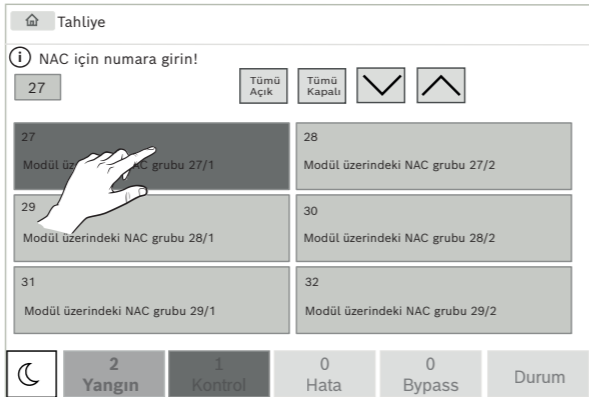 Tahliye
i NAC için numara girin!
27
Tümü Açık
Tümü Kapalı
27
Modül üz NAC grubu 27/1
28
Modül üzerindeki NAC grubu 27/2
29
Modül üzerindeki NAC grubu 28/1
30
Modül üzerindeki NAC grubu 28/2
31
Modül üzerindeki NAC grubu 29/1
32
Modül üzerindeki NAC grubu 29/2
2 Yangın
1 Kontrol
0 Hata
0 Bypass
Durum